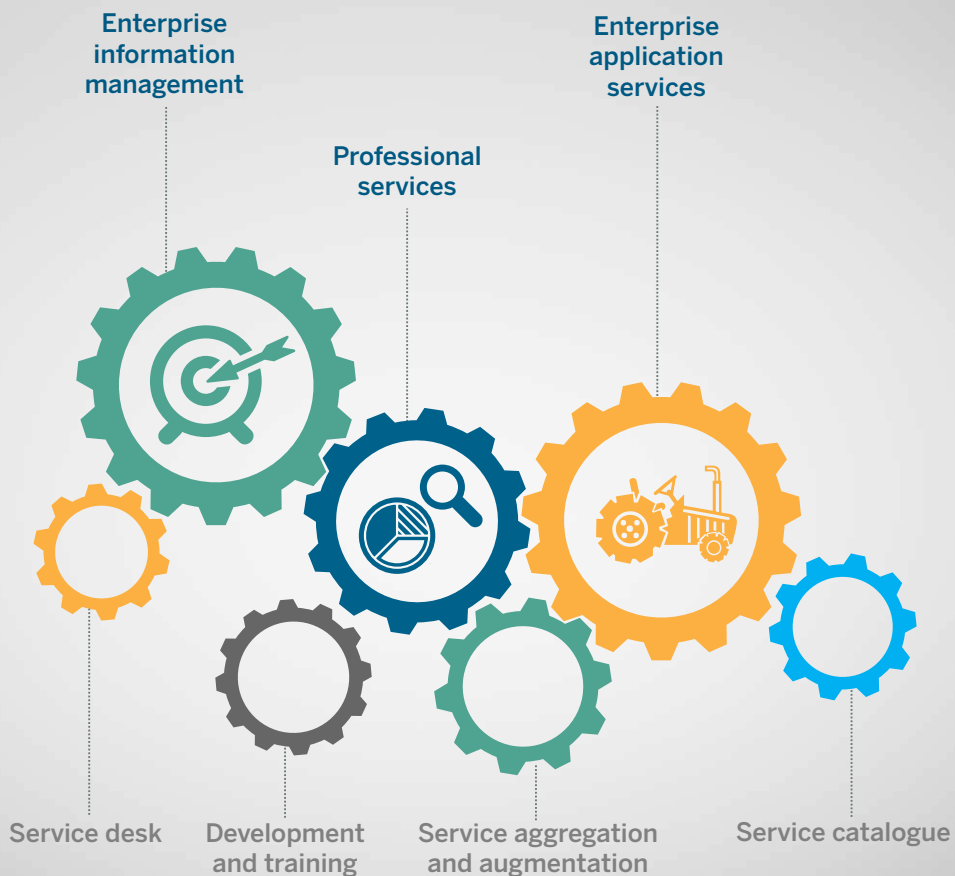 Enterprise
information
management
Enterprise
application
services
Professional
services
Service desk
Development
and training
Service aggregation
and augmentation
Service catalogue